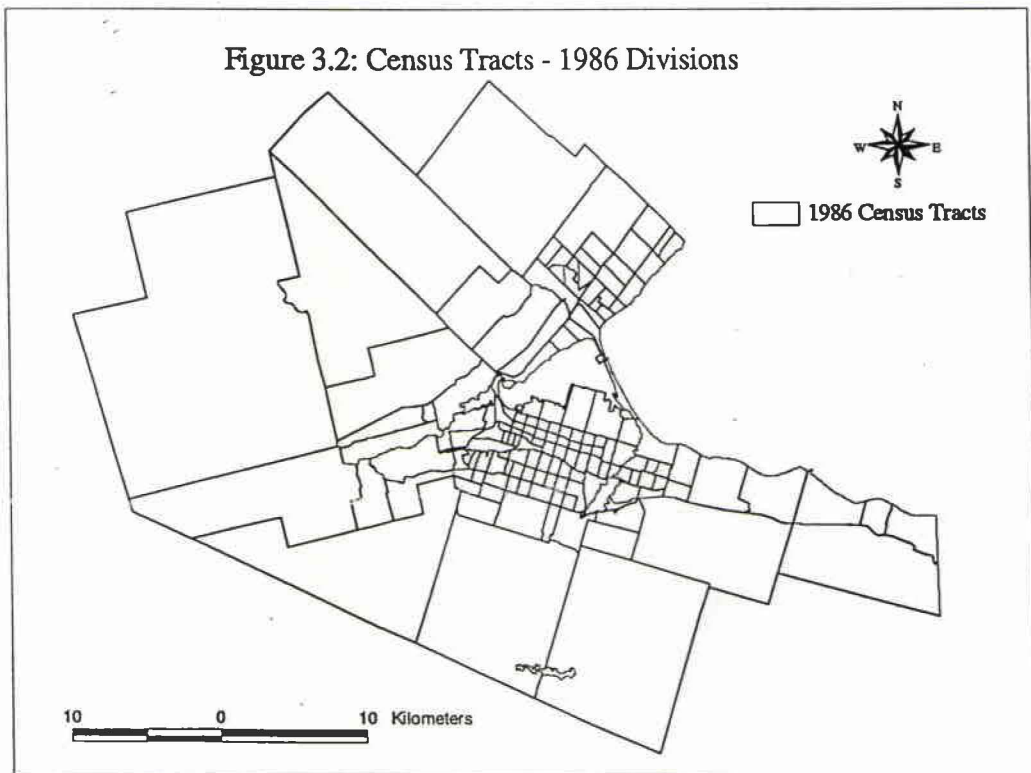 Figure 3.2: Census Tracts - 1986 Divisions
N
W E
S
1986 Census Tracts
10 0 10 Kilometers